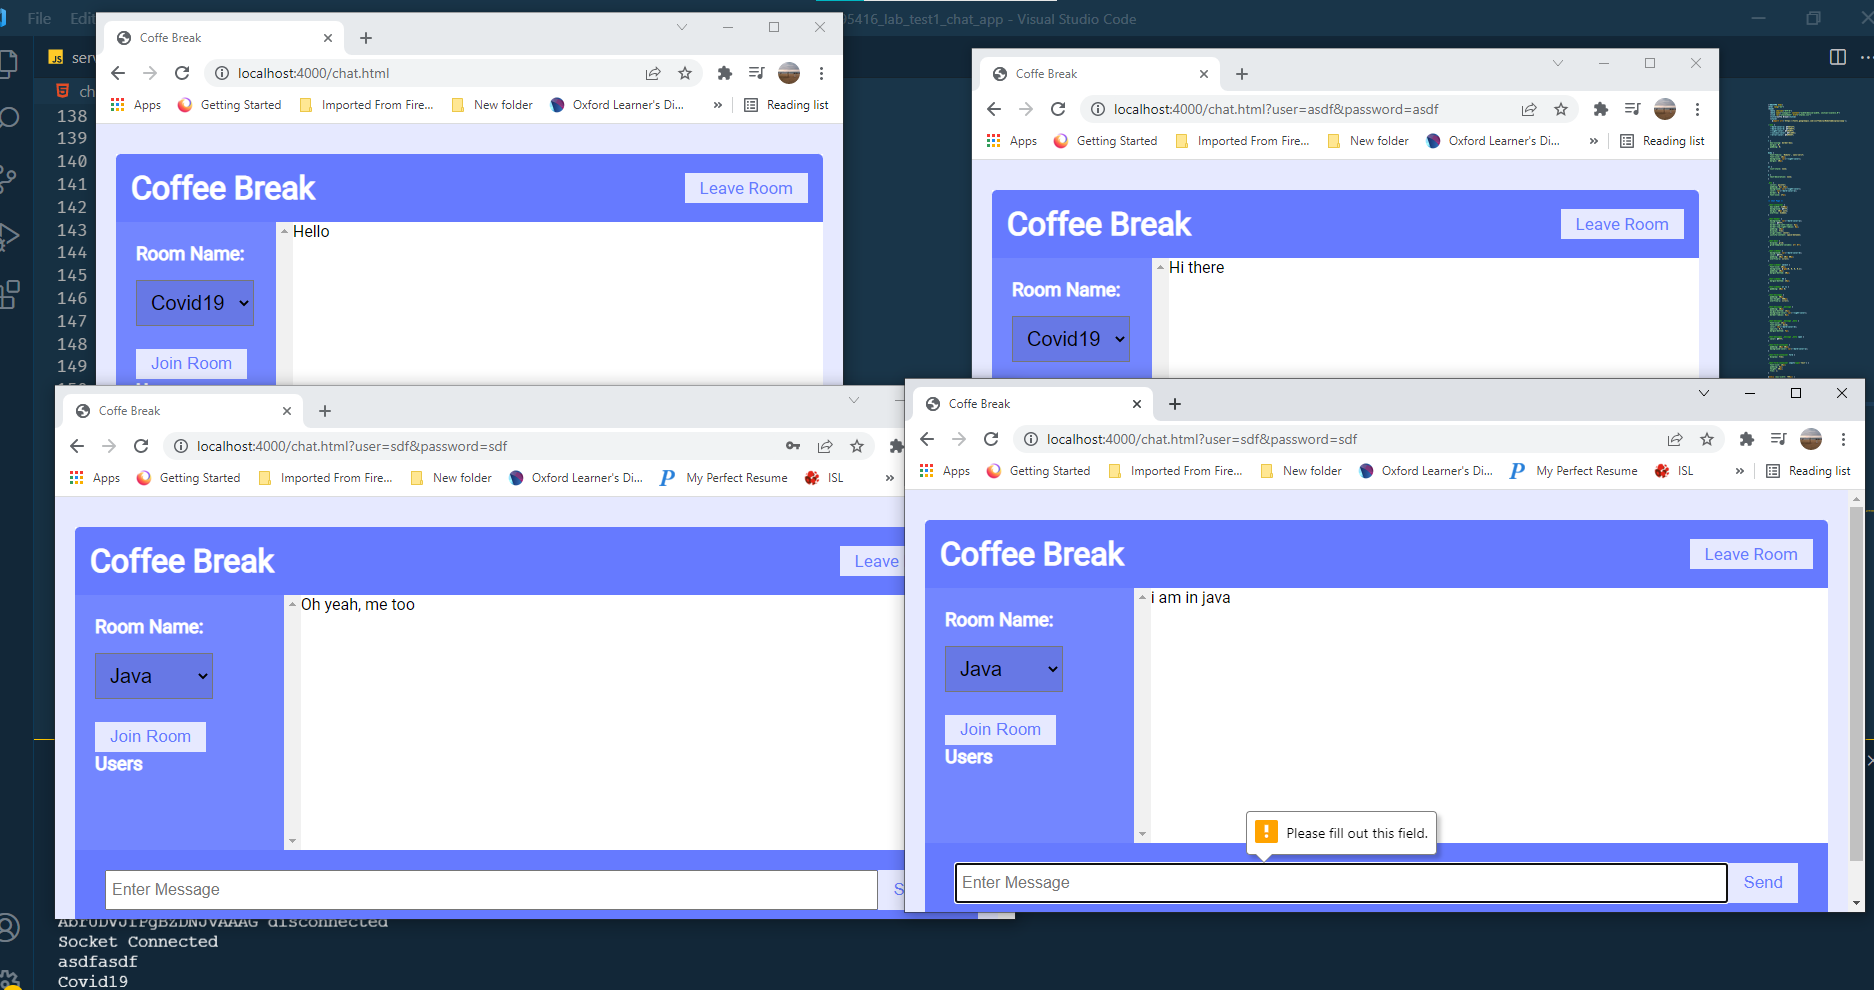 File Edi
95416_lab_test1_chat_app - Visual Studio Code
JS serv
ch
138
139
140
141
142
143
144
145
146
147
148
149
Coffe Break
localhost:4000/chat.html
Apps Getting Started Imported From Fire... New folder Oxford Learner's Di... » Reading list
Coffee Break
Leave Room
Room Name:
Covid19
Join Room
Hello
Coffe Break
localhost:4000/chat.html?user=asdf&password=asdf
Apps Getting Started Imported From Fire... New folder Oxford Learner's Di... » Reading list
Coffee Break
Leave Room
Room Name:
Covid19
Hi there
Coffe Break
localhost:4000/chat.html?user=sdf&password=sdf
Apps Getting Started Imported From Fire... New folder Oxford Learner's Di... P My Perfect Resume ISL »
Coffee Break
Leave
Room Name:
Java
Join Room
Users
Oh yeah, me too
Enter Message
S
Coffe Break
localhost:4000/chat.html?user=sdf&password=sdf
Apps Getting Started Imported From Fire... New folder Oxford Learner's Di... P My Perfect Resume ISL » Reading list
Coffee Break
Leave Room
Room Name:
Java
Join Room
Users
i am in java
Please fill out this field.
Enter Message
Send
disconnected
Socket Connected
asdfasdf
Covid19